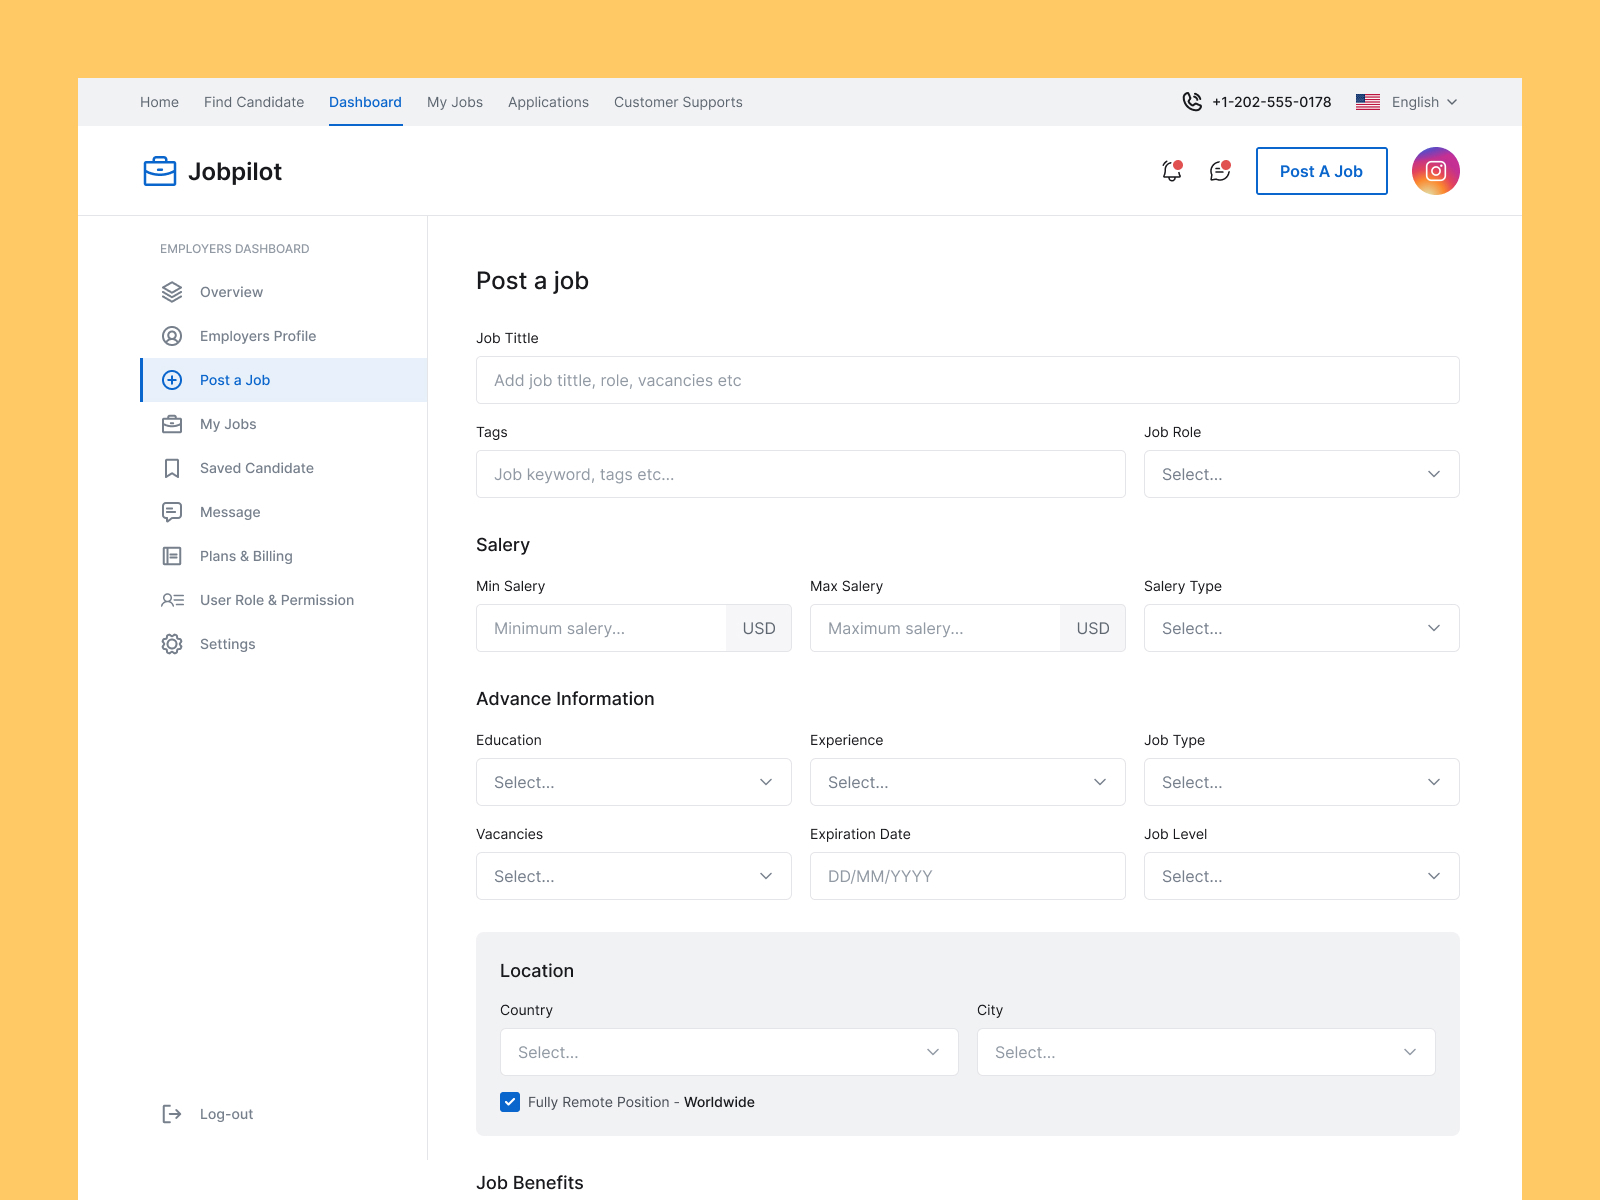 Home Find Candidate Dashboard My Jobs Applications Customer Supports +1-202-555-0178 English
Jobpilot Post A Job
EMPLOYERS DASHBOARD
Overview
Employers Profile
Post a Job
My Jobs
Saved Candidate
Message
Plans & Billing
User Role & Permission
Settings
Log-out
Post a job
Job Tittle
Add job tittle, role, vacancies etc
Tags Job Role
Job keyword, tags etc... Select...
Salery
Min Salery Max Salery Salery Type
Minimum salery... USD Maximum salery... USD Select...
Advance Information
Education Experience Job Type
Select... Select... Select...
Vacancies Expiration Date Job Level
Select... DD/MM/YYYY Select...
Location
Country City
Select... Select...
Fully Remote Position - Worldwide
Job Benefits